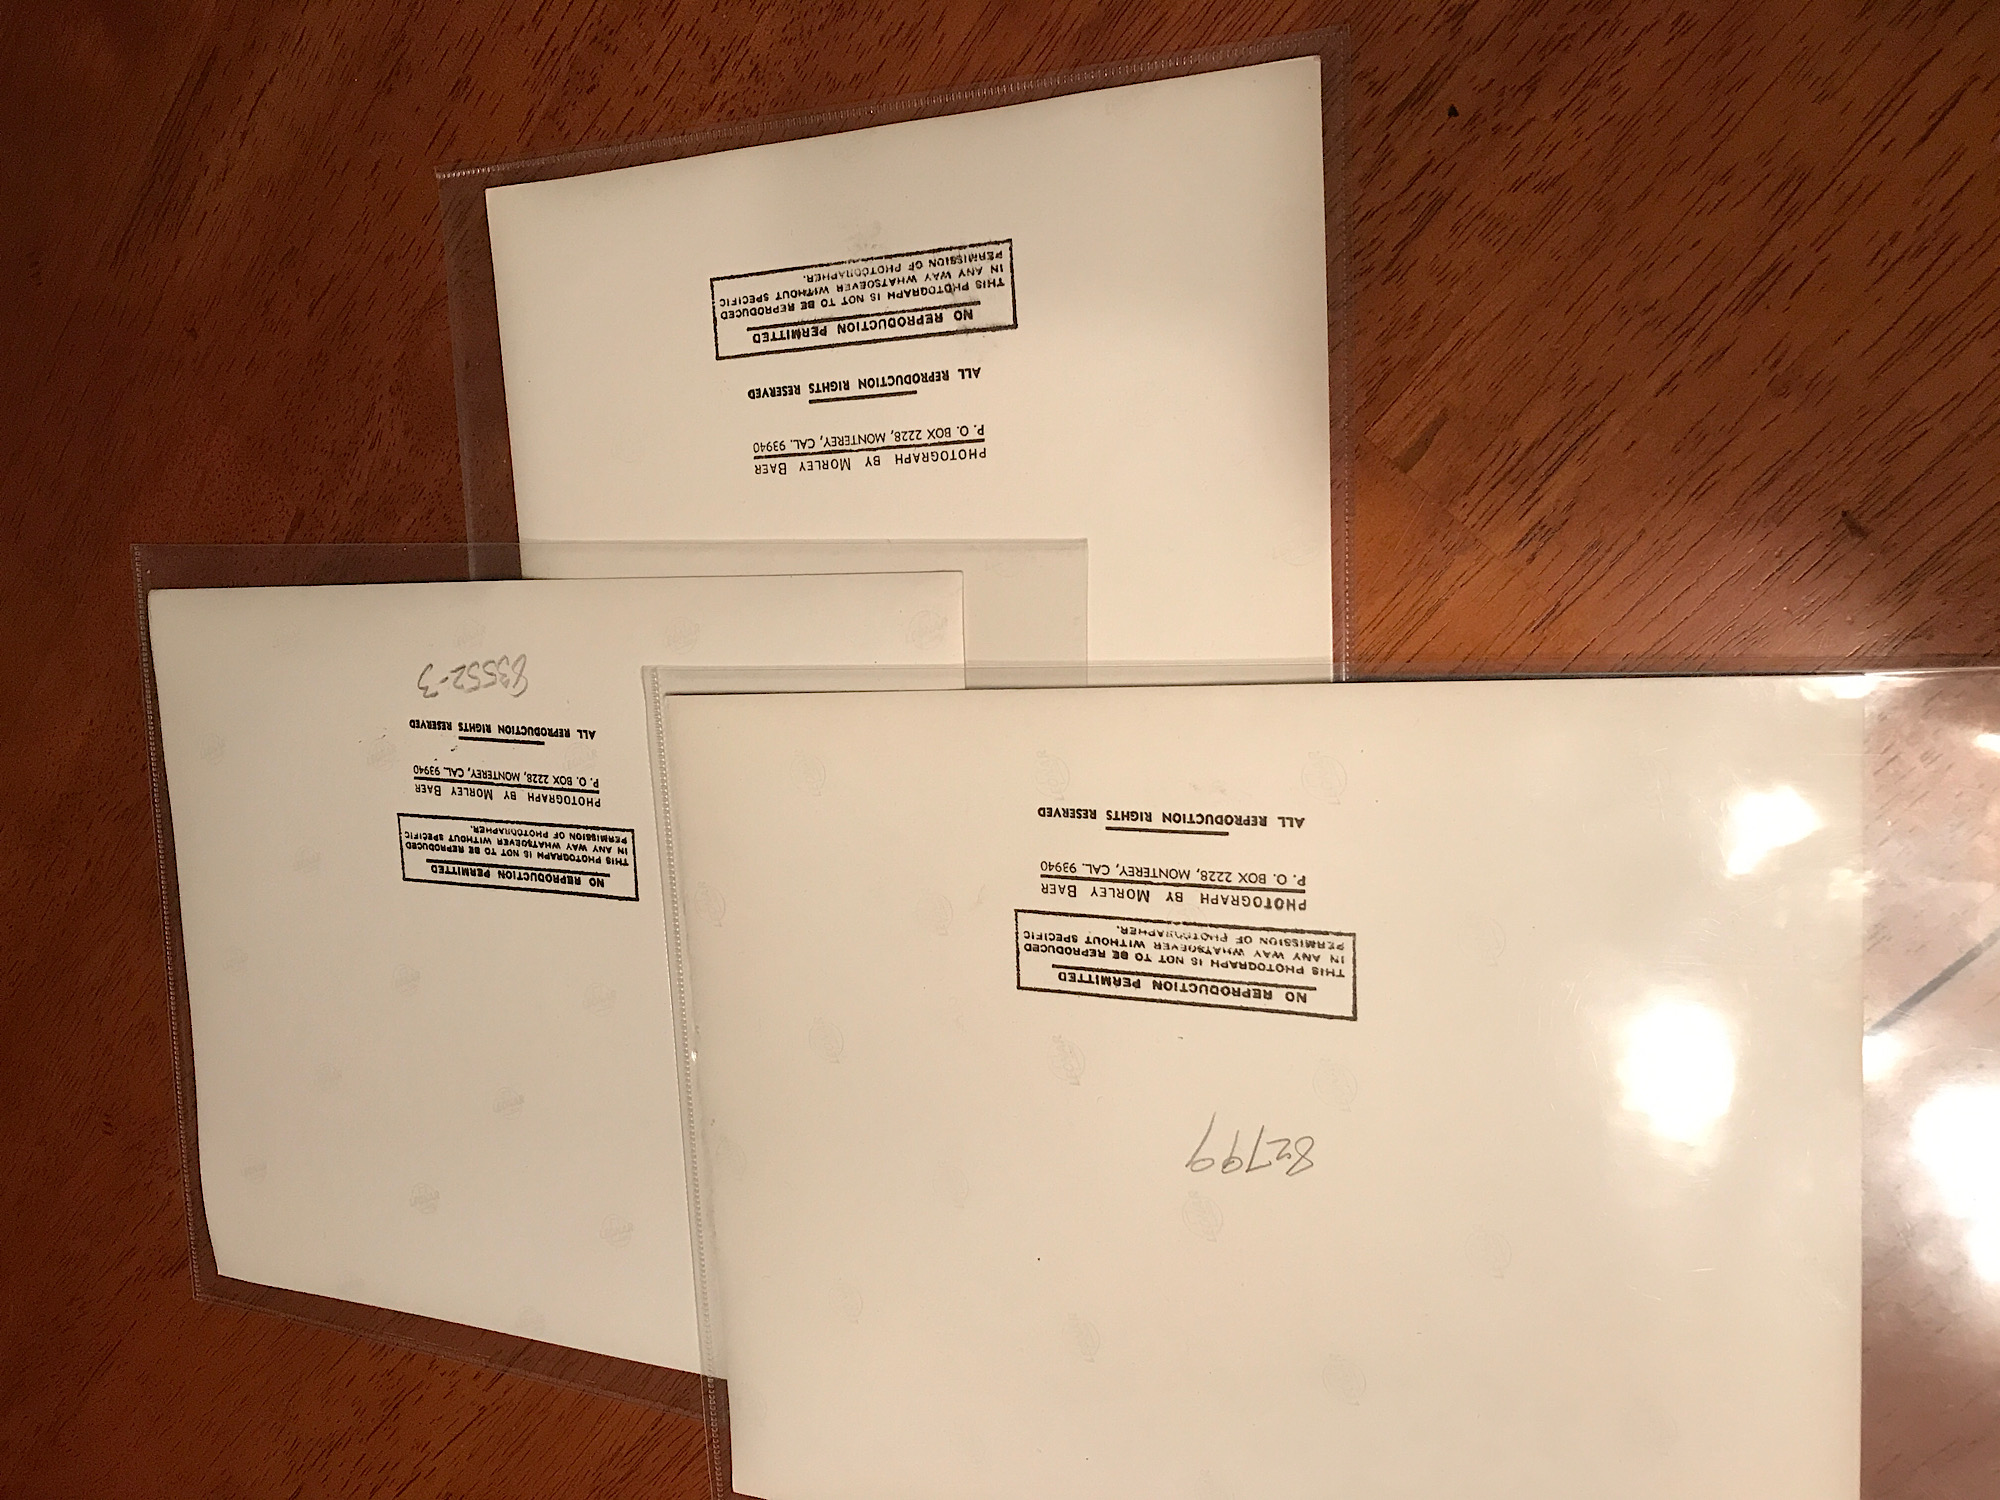 82799
NO REPRODUCTION PERMITTED
THIS PHOTOGRAPH IS NOT TO BE REPRODUCED
IN ANY WAY WHATSOEVER WITHOUT SPECIFIC
PERMISSION OF PHOTOGRAPHER.
PHOTOGRAPH BY MORLEY BAER
P. O. BOX 2228, MONTEREY, CAL. 93940
ALL REPRODUCTION RIGHTS RESERVED
NO REPRODUCTION PERMITTED
THIS PHOTOGRAPH IS NOT TO BE REPRODUCED
IN ANY WAY WHATSOEVER WITHOUT SPECIFIC
PERMISSION OF PHOTOGRAPHER.
PHOTOGRAPH BY MORLEY BAER
P. O. BOX 2228, MONTEREY, CAL. 93940
ALL REPRODUCTION RIGHTS RESERVED
83552-3
PHOTOGRAPH BY MORLEY BAER
P. O. BOX 2228, MONTEREY, CAL. 93940
ALL REPRODUCTION RIGHTS RESERVED
NO REPRODUCTION PERMITTED
THIS PHOTOGRAPH IS NOT TO BE REPRODUCED
IN ANY WAY WHATSOEVER WITHOUT SPECIFIC
PERMISSION OF PHOTOGRAPHER.